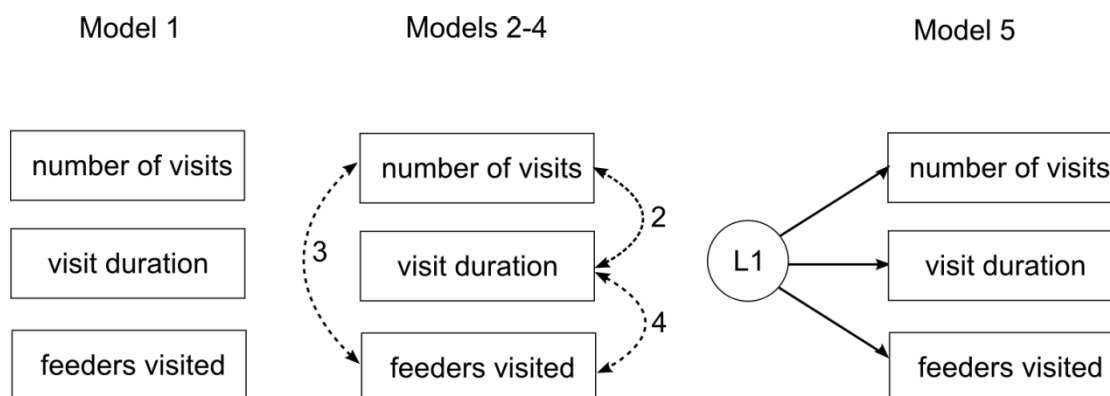 Model 1
number of visits
visit duration
feeders visited
Models 2-4
number of visits
visit duration
feeders visited
3
2
4
Model 5
L1
number of visits
visit duration
feeders visited